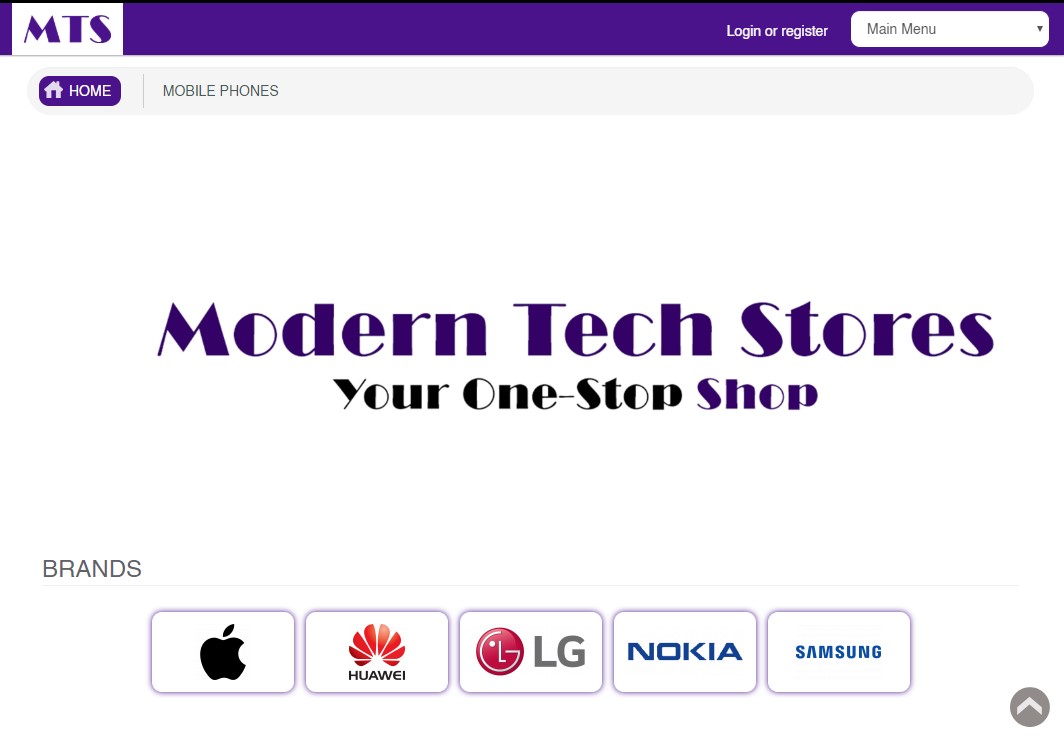 MTS
Login or register
Main Menu
HOME
MOBILE PHONES
Modern Tech Stores
Your One-Stop Shop
BRANDS
HUAWEI
LG
NOKIA
SAMSUNG